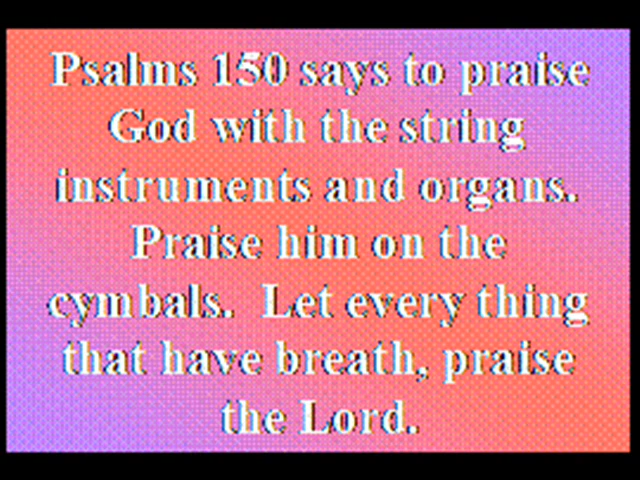 Psalms 150 says to praise
God with the string
instruments and organs.
Praise him on the
cymbals.  Let every thing
that have breath, praise
the Lord.